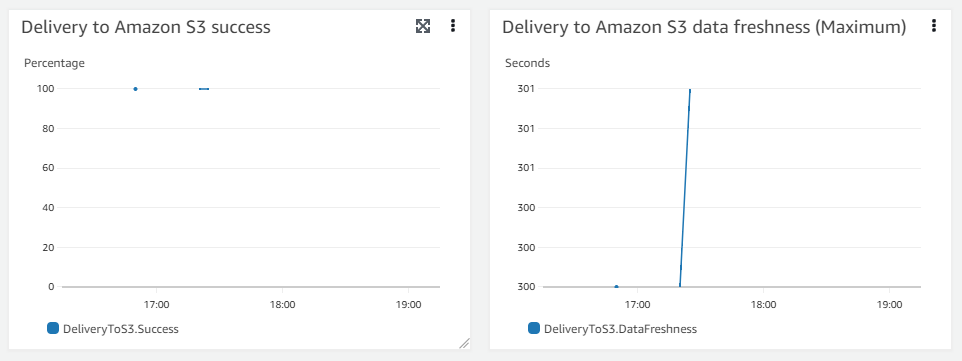 Delivery to Amazon S3 success
Percentage
100
80
60
40
20
0
17:00 18:00 19:00
DeliveryToS3.Success
Delivery to Amazon S3 data freshness (Maximum)
Seconds
301
301
301
300
300
300
17:00 18:00 19:00
DeliveryToS3.DataFreshness